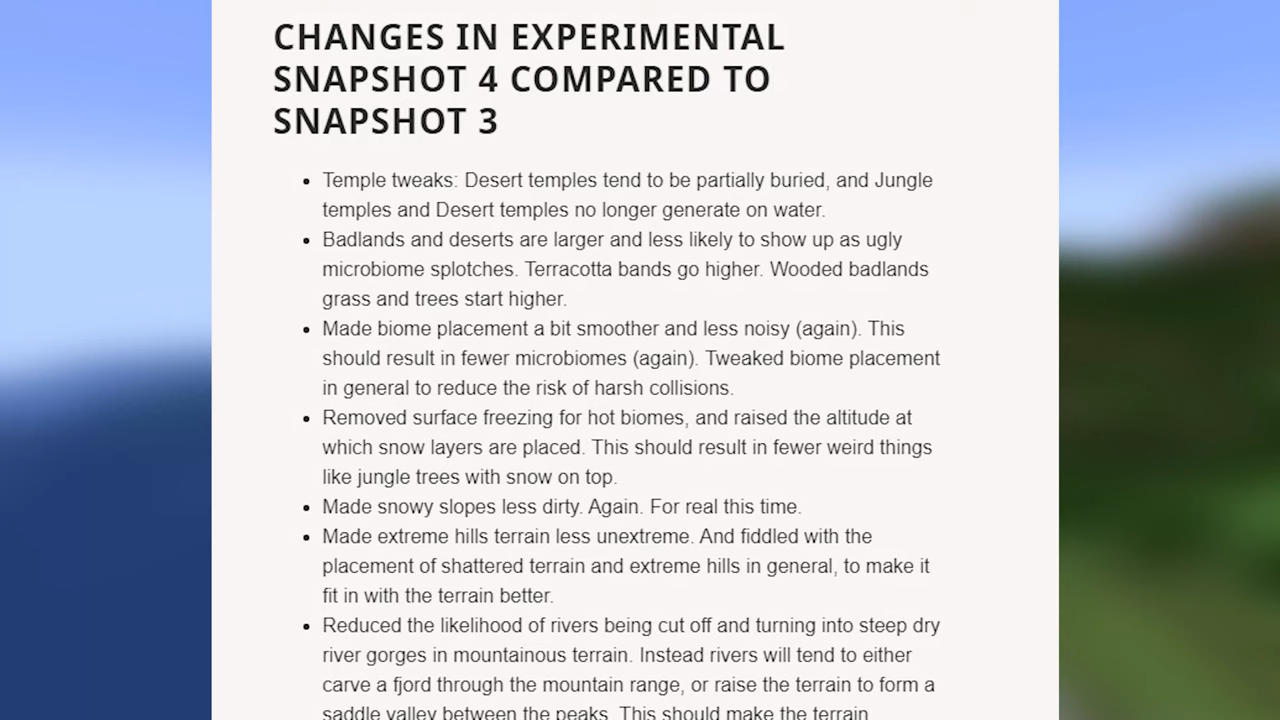 CHANGES IN EXPERIMENTAL
SNAPSHOT 4 COMPARED TO
SNAPSHOT 3
• Temple tweaks: Desert temples tend to be partially buried, and Jungle
temples and Desert temples no longer generate on water.
• Badlands and deserts are larger and less likely to show up as ugly
microbiome splotches. Terracotta bands go higher. Wooded badlands
grass and trees start higher.
• Made biome placement a bit smoother and less noisy (again). This
should result in fewer microbiomes (again). Tweaked biome placement
in general to reduce the risk of harsh collisions.
• Removed surface freezing for hot biomes, and raised the altitude at
which snow layers are placed. This should result in fewer weird things
like jungle trees with snow on top.
• Made snowy slopes less dirty. Again. For real this time.
• Made extreme hills terrain less unextreme. And fiddled with the
placement of shattered terrain and extreme hills in general, to make it
fit in with the terrain better.
• Reduced the likelihood of rivers being cut off and turning into steep dry
river gorges in mountainous terrain. Instead rivers will tend to either
carve a fjord through the mountain range, or raise the terrain to form a
saddle valley between the peaks. This should make the terrain